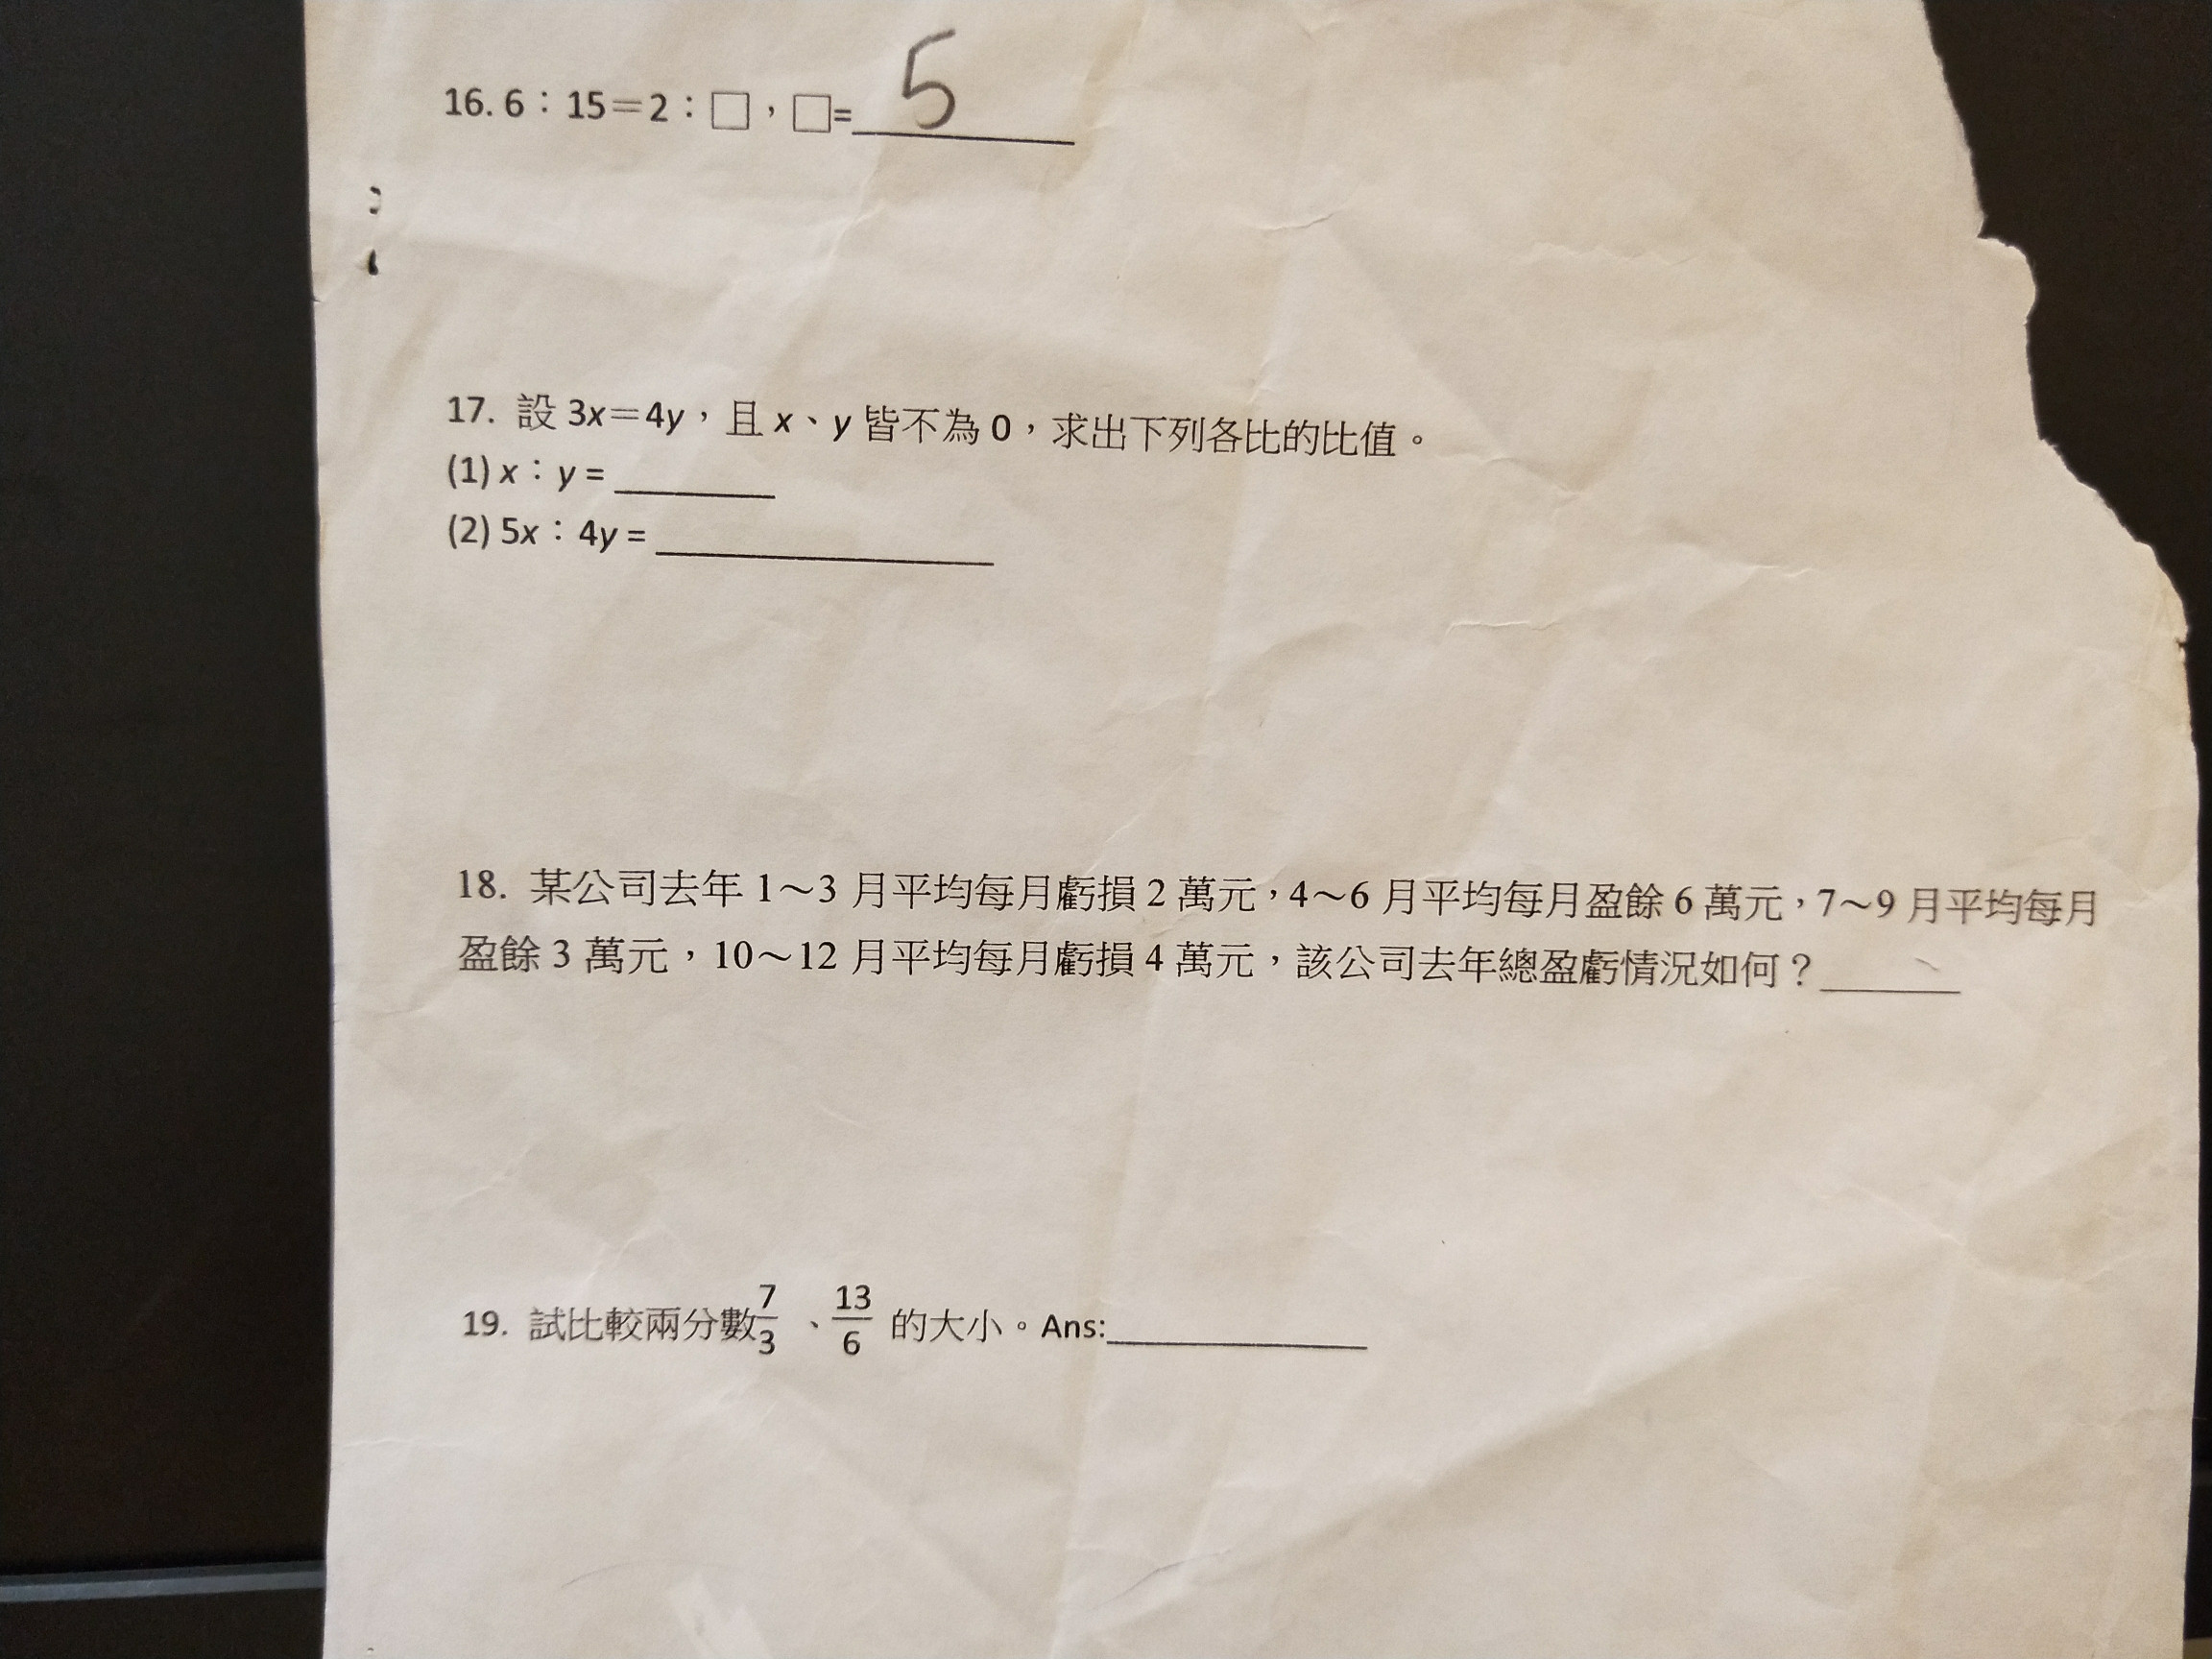 16. 6：15＝2：□，□= 5
17. 設 3x＝4y，且 x、y 皆不為 0，求出下列各比的比值。
(1) x：y = ______
(2) 5x：4y = ____________
18. 某公司去年 1～3 月平均每月虧損 2 萬元，4～6 月平均每月盈餘 6 萬元，7～9 月平均每月
盈餘 3 萬元，10～12 月平均每月虧損 4 萬元，該公司去年總盈虧情況如何？______
19. 試比較兩分數 7/3 、 13/6 的大小。Ans:____________